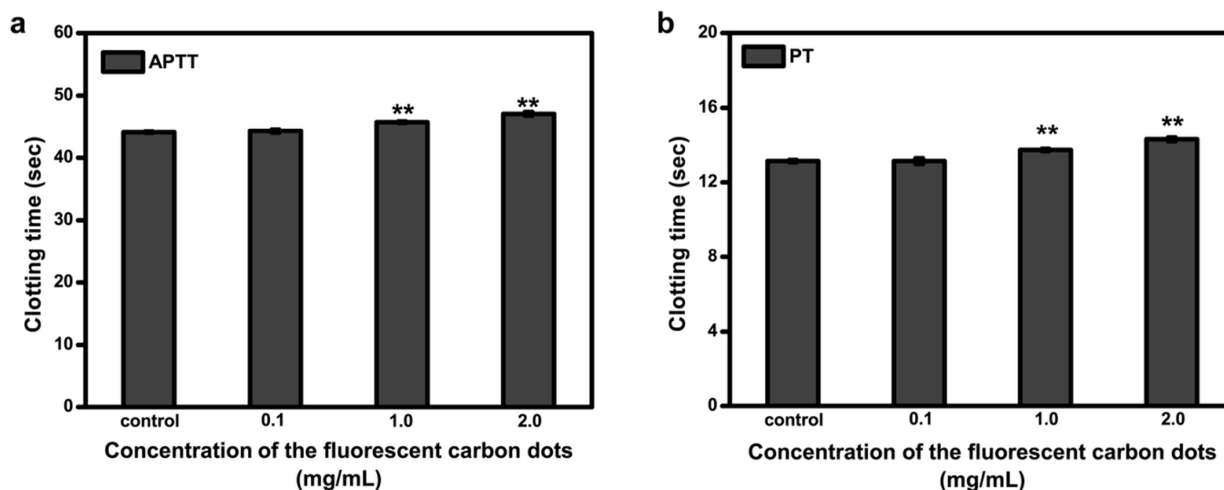 a
60
50
40
30
20
10
0
Clotting time (sec)
APTT
**
**
control 0.1 1.0 2.0
Concentration of the fluorescent carbon dots
(mg/mL)
b
20
16
12
8
4
0
Clotting time (sec)
PT
**
**
control 0.1 1.0 2.0
Concentration of the fluorescent carbon dots
(mg/mL)